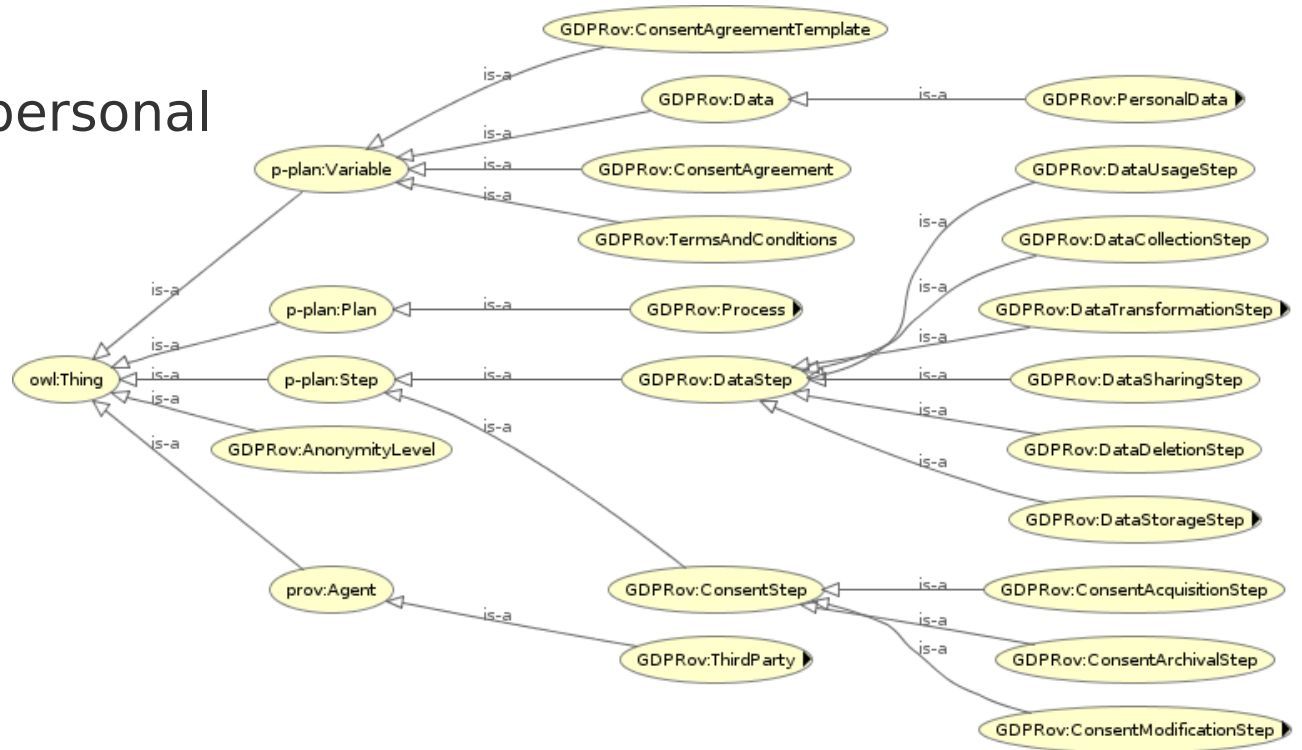 personal
GDPRov:ConsentAgreementTemplate
is-a
GDPRov:Data
is-a
GDPRov:PersonalData
is-a
p-plan:Variable
is-a
GDPRov:ConsentAgreement
GDPRov:DataUsageStep
is-a
GDPRov:TermsAndConditions
is-a
GDPRov:DataCollectionStep
is-a
is-a
p-plan:Plan
is-a
GDPRov:Process
GDPRov:DataTransformationStep
is-a
is-a
owl:Thing
is-a
p-plan:Step
is-a
GDPRov:DataStep
is-a
GDPRov:DataSharingStep
is-a
is-a
GDPRov:AnonymityLevel
is-a
is-a
GDPRov:DataDeletionStep
is-a
GDPRov:DataStorageStep
prov:Agent
GDPRov:ConsentStep
is-a
GDPRov:ConsentAcquisitionStep
is-a
is-a
GDPRov:ThirdParty
is-a
GDPRov:ConsentArchivalStep
GDPRov:ConsentModificationStep